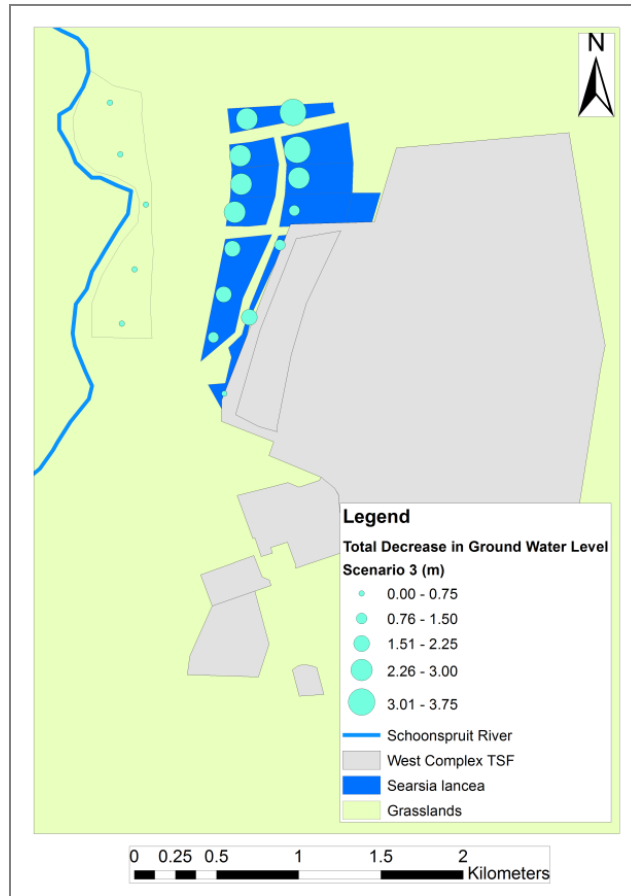 N
Legend
Total Decrease in Ground Water Level
Scenario 3 (m)
0.00 - 0.75
0.76 - 1.50
1.51 - 2.25
2.26 - 3.00
3.01 - 3.75
Schoonspruit River
West Complex TSF
Searsia lancea
Grasslands
0 0.25 0.5 1 1.5 2
Kilometers